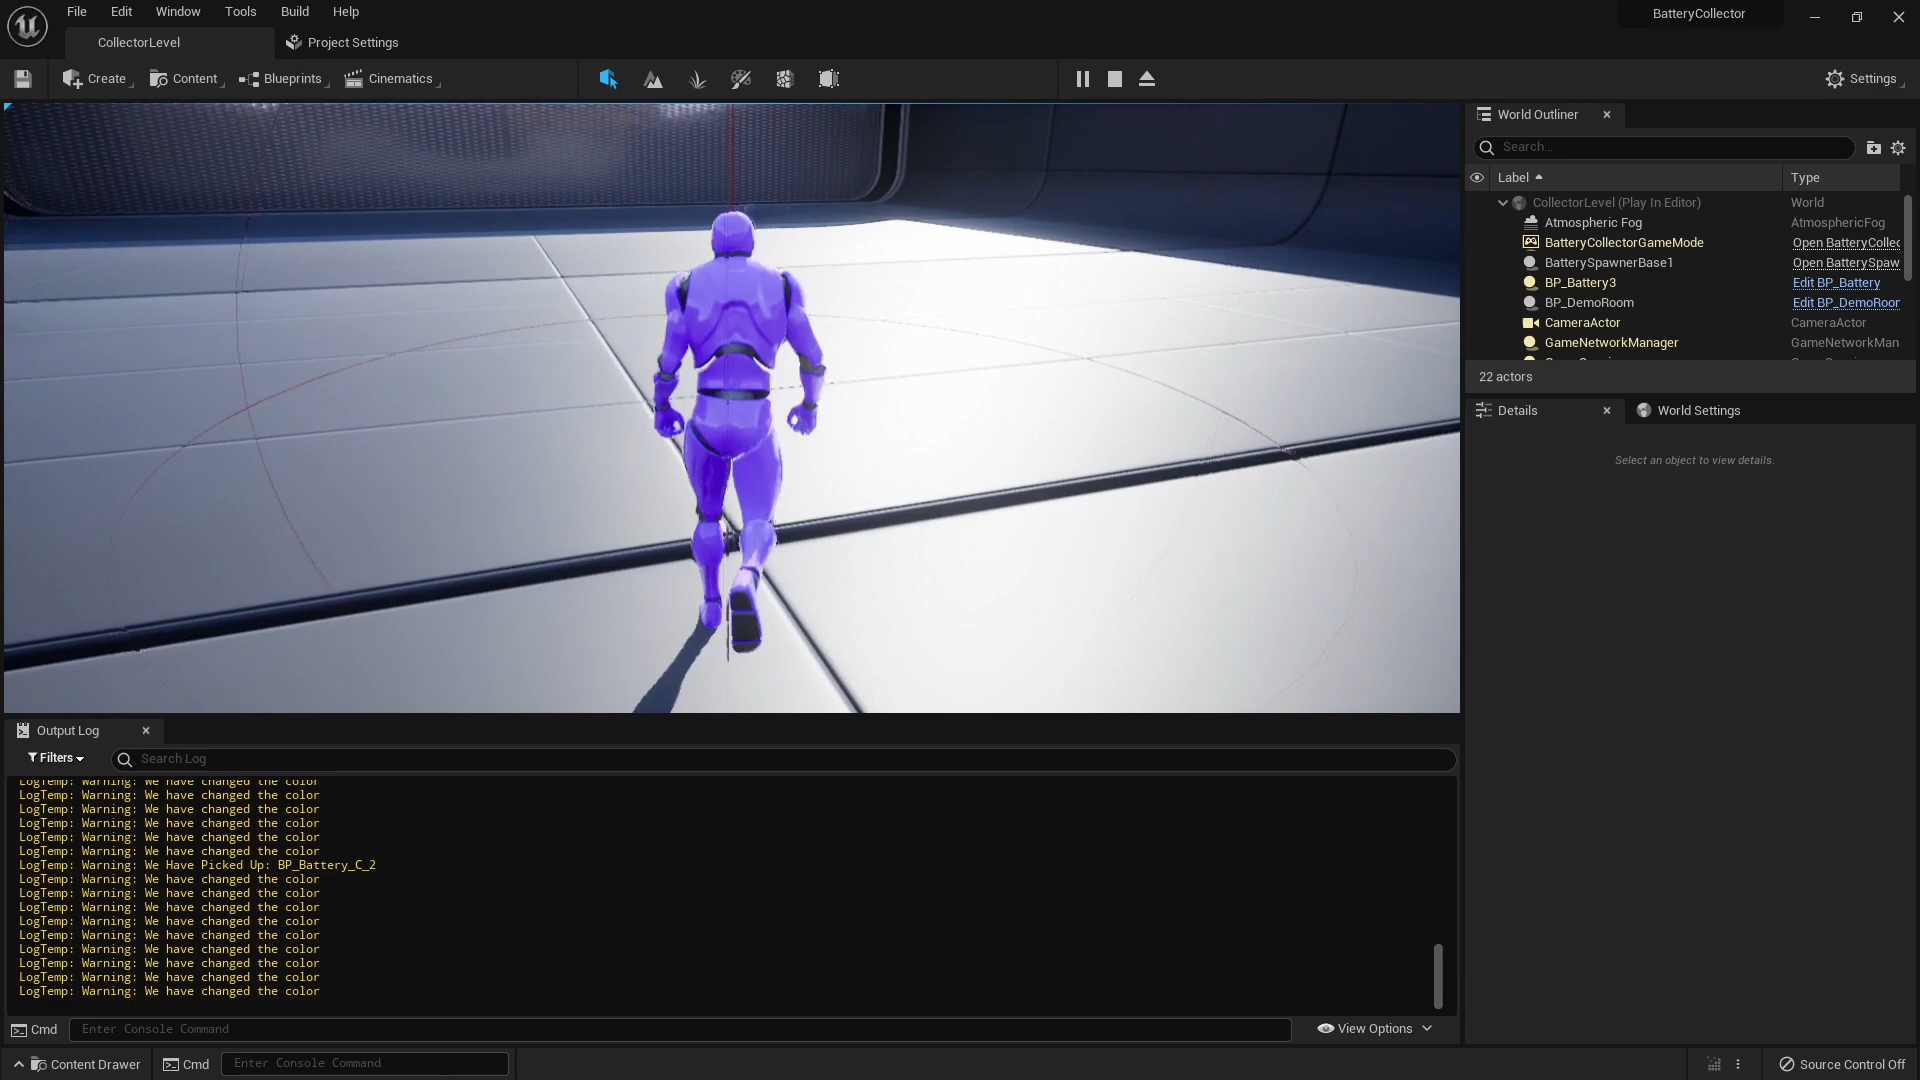 File Edit Window Tools Build Help
BatteryCollector
CollectorLevel
Project Settings
Create
Content
Blueprints
Cinematics
Settings
World Outliner
Search...
Label
Type
CollectorLevel (Play In Editor) World
Atmospheric Fog AtmosphericFog
BatteryCollectorGameMode Open BatteryCollec
BatterySpawnerBase1 Open BatterySpaw
BP_Battery3 Edit BP_Battery
BP_DemoRoom Edit BP_DemoRoor
CameraActor CameraActor
GameNetworkManager GameNetworkMan
22 actors
Details
World Settings
Select an object to view details.
Output Log
Filters
Search Log
LogTemp: Warning: We have changed the color
LogTemp: Warning: We have changed the color
LogTemp: Warning: We have changed the color
LogTemp: Warning: We have changed the color
LogTemp: Warning: We have changed the color
LogTemp: Warning: We have changed the color
LogTemp: Warning: We Have Picked Up: BP_Battery_C_2
LogTemp: Warning: We have changed the color
LogTemp: Warning: We have changed the color
LogTemp: Warning: We have changed the color
LogTemp: Warning: We have changed the color
LogTemp: Warning: We have changed the color
LogTemp: Warning: We have changed the color
LogTemp: Warning: We have changed the color
LogTemp: Warning: We have changed the color
LogTemp: Warning: We have changed the color
Cmd
Enter Console Command
View Options
Content Drawer
Cmd
Enter Console Command
Source Control Off